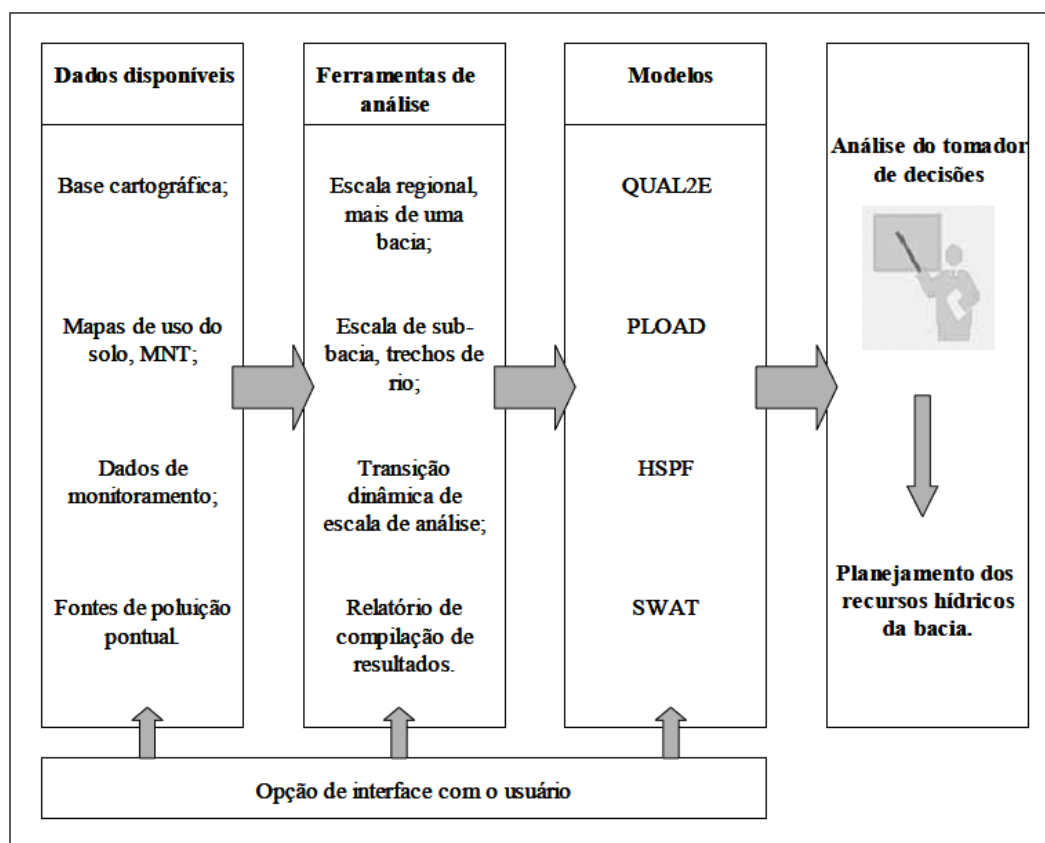 Dados disponíveis
Base cartográfica;
Mapas de uso do
solo, MNT;
Dados de
monitoramento;
Fontes de poluição
pontual.
Ferramentas de
análise
Escala regional,
mais de uma
bacia;
Escala de sub-
bacia, trechos de
rio;
Transição
dinâmica de
escala de análise;
Relatório de
compilação de
resultados.
Modelos
QUAL2E
PLOAD
HSPF
SWAT
Análise do tomador
de decisões
Planejamento dos
recursos hídricos
da bacia.
Opção de interface com o usuário